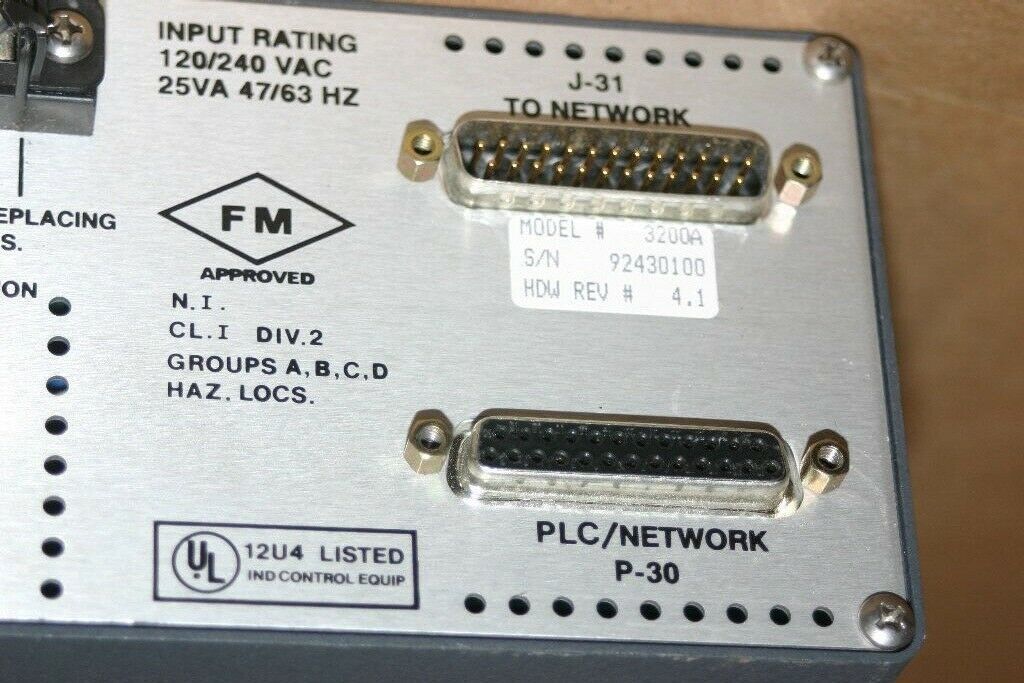 INPUT RATING
120/240 VAC
25VA 47/63 HZ
J-31
TO NETWORK
MODEL # 3200A
S/N 92430100
HDW REV # 4.1
EPLACING
S.
ON
FM
APPROVED
N.I.
CL.I DIV.2
GROUPS A,B,C,D
HAZ. LOCS.
UL
12U4 LISTED
IND CONTROL EQUIP
PLC/NETWORK
P-30